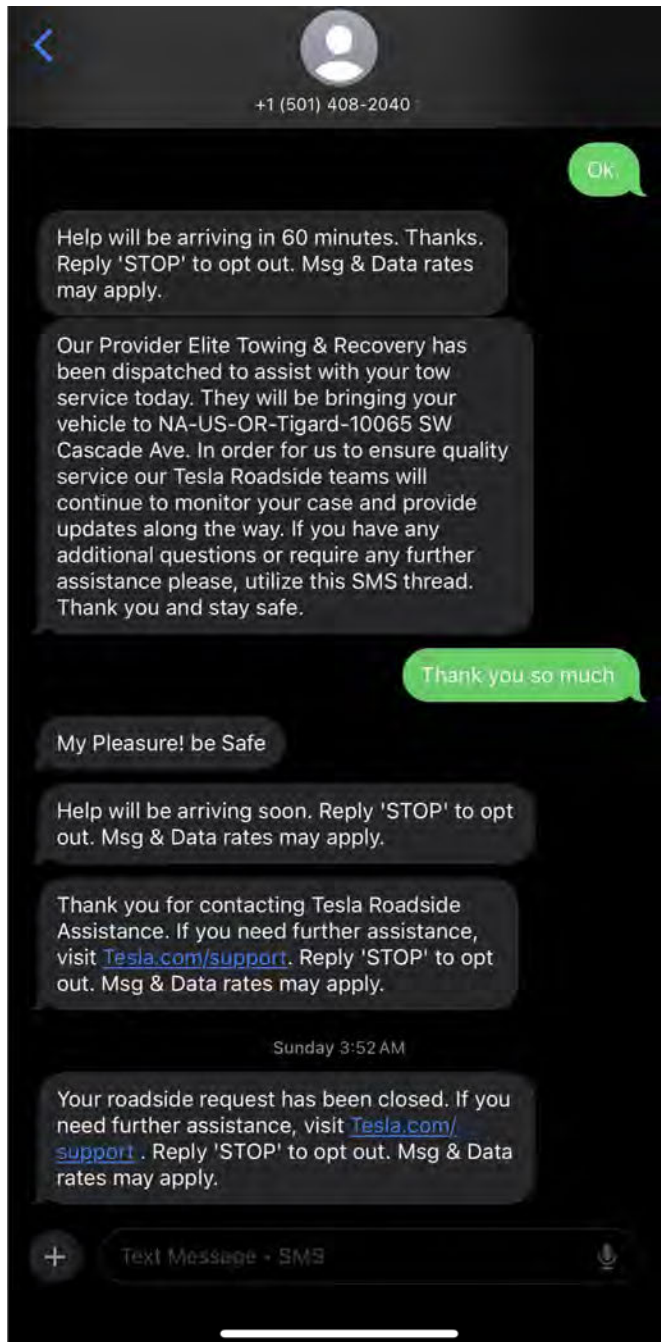 +1 (501) 408-2040
Ok.
Help will be arriving in 60 minutes. Thanks.
Reply 'STOP' to opt out. Msg & Data rates
may apply.
Our Provider Elite Towing & Recovery has
been dispatched to assist with your tow
service today. They will be bringing your
vehicle to NA-US-OR-Tigard-10065 SW
Cascade Ave. In order for us to ensure quality
service our Tesla Roadside teams will
continue to monitor your case and provide
updates along the way. If you have any
additional questions or require any further
assistance please, utilize this SMS thread.
Thank you and stay safe.
Thank you so much
My Pleasure! be Safe
Help will be arriving soon. Reply 'STOP' to opt
out. Msg & Data rates may apply.
Thank you for contacting Tesla Roadside
Assistance. If you need further assistance,
visit Tesla.com/support. Reply 'STOP' to opt
out. Msg & Data rates may apply.
Sunday 3:52 AM
Your roadside request has been closed. If you
need further assistance, visit Tesla.com/
support . Reply 'STOP' to opt out. Msg & Data
rates may apply.
Text Message • SMS